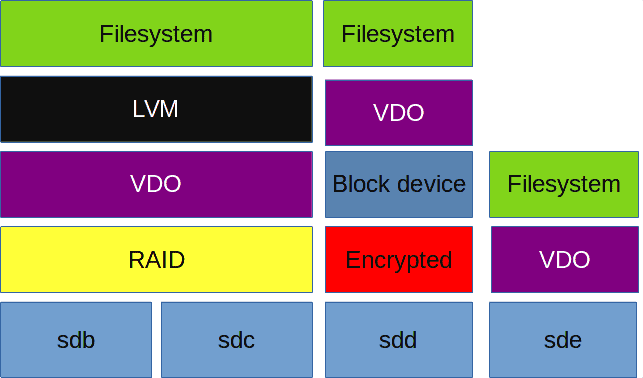 Filesystem
Filesystem
LVM
VDO
VDO
Block device
Filesystem
RAID
Encrypted
VDO
sdb
sdc
sdd
sde